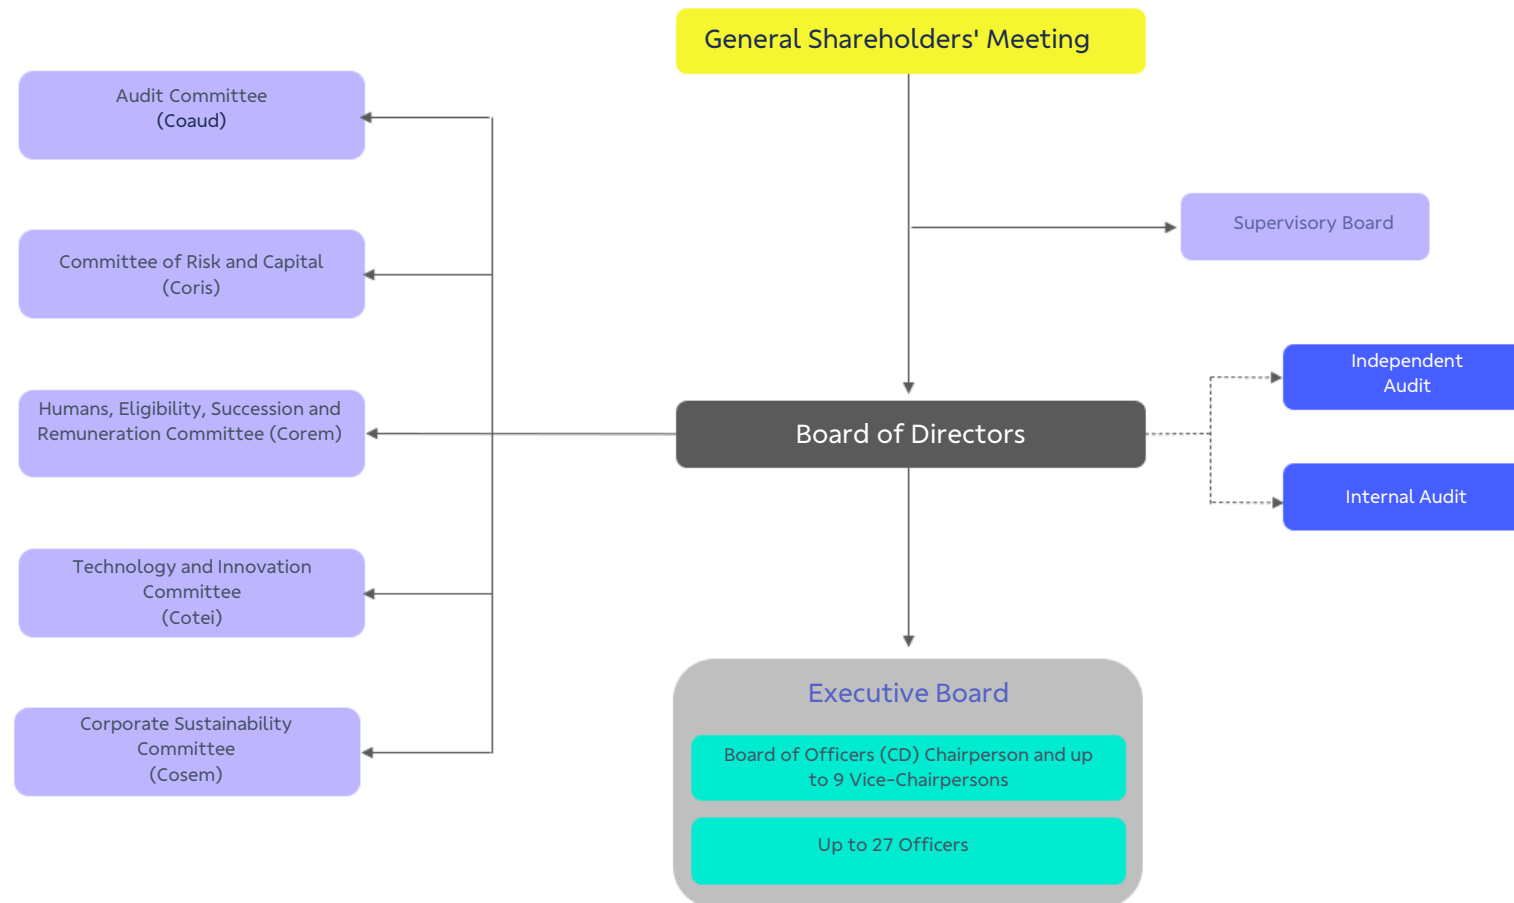 General Shareholders' Meeting
Audit Committee
(Coaud)
Supervisory Board
Committee of Risk and Capital
(Coris)
Independent
Audit
Humans, Eligibility, Succession and
Remuneration Committee (Corem)
Board of Directors
Internal Audit
Technology and Innovation
Committee
(Cotei)
Executive Board
Corporate Sustainability
Committee
(Cosem)
Board of Officers (CD) Chairperson and up
to 9 Vice-Chairpersons
Up to 27 Officers